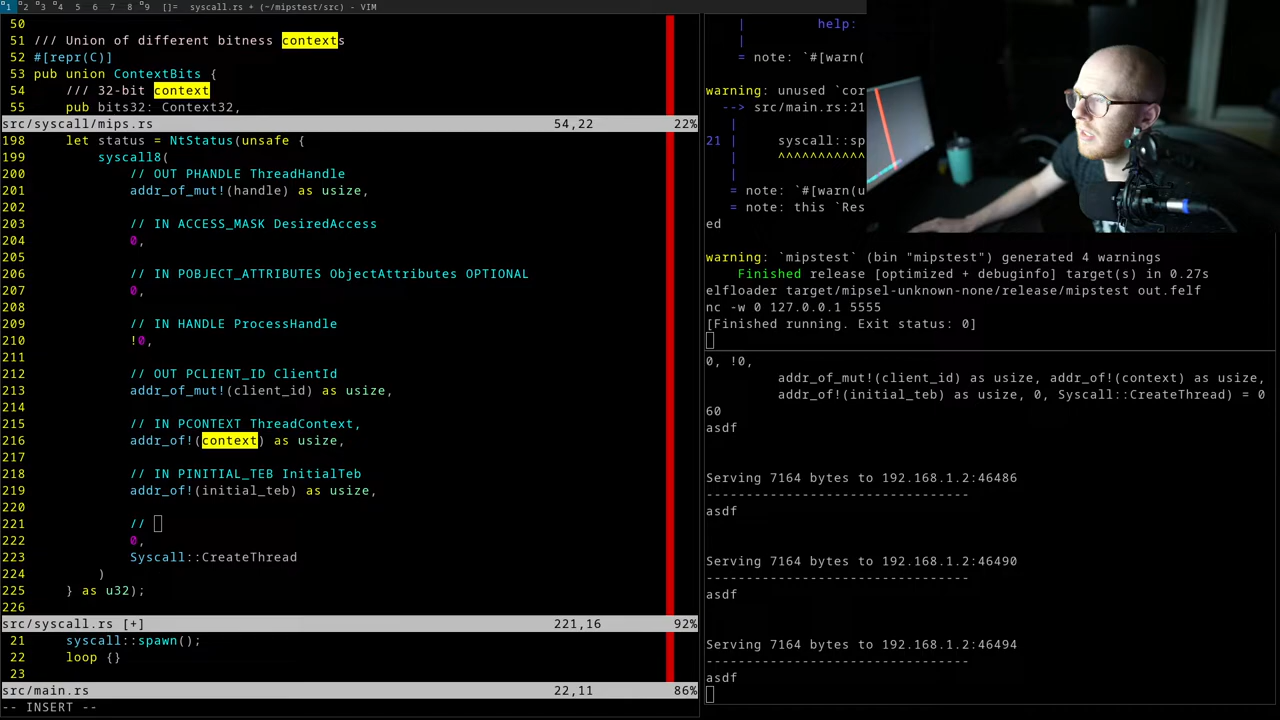 1 2 3 4 5 6 7 8 9 []= syscall.rs + (~/mipstest/src) - VIM
50
51 /// Union of different bitness contexts
52 #[repr(C)]
53 pub union ContextBits {
54     /// 32-bit context
55     pub bits32: Context32,
src/syscall/mips.rs 54,22 22%
198     let status = NtStatus(unsafe {
199         syscall8(
200             // OUT PHANDLE ThreadHandle
201             addr_of_mut!(handle) as usize,
202
203             // IN ACCESS_MASK DesiredAccess
204             0,
205
206             // IN POBJECT_ATTRIBUTES ObjectAttributes OPTIONAL
207             0,
208
209             // IN HANDLE ProcessHandle
210             !0,
211
212             // OUT PCLIENT_ID ClientId
213             addr_of_mut!(client_id) as usize,
214
215             // IN PCONTEXT ThreadContext,
216             addr_of!(context) as usize,
217
218             // IN PINITIAL_TEB InitialTeb
219             addr_of!(initial_teb) as usize,
220
221             //
222             0,
223             Syscall::CreateThread
224         )
225     } as u32);
226
src/syscall.rs [+] 221,16 92%
21     syscall::spawn();
22     loop {}
23
src/main.rs 22,11 86%
-- INSERT --
|         help:
|
= note: `#[warn(
warning: unused `cor
--> src/main.rs:21
|
21 |     syscall::sp
|     ^^^^^^^^^^^
|
= note: `#[warn(u
= note: this `Res
ed
warning: `mipstest` (bin "mipstest") generated 4 warnings
Finished release [optimized + debuginfo] target(s) in 0.27s
elfloader target/mipsel-unknown-none/release/mipstest out.felf
nc -w 0 127.0.0.1 5555
[Finished running. Exit status: 0]
0, !0,
addr_of_mut!(client_id) as usize, addr_of!(context) as usize,
addr_of!(initial_teb) as usize, 0, Syscall::CreateThread) = 0
60
asdf
Serving 7164 bytes to 192.168.1.2:46486
---------------------------------
asdf
Serving 7164 bytes to 192.168.1.2:46490
---------------------------------
asdf
Serving 7164 bytes to 192.168.1.2:46494
---------------------------------
asdf